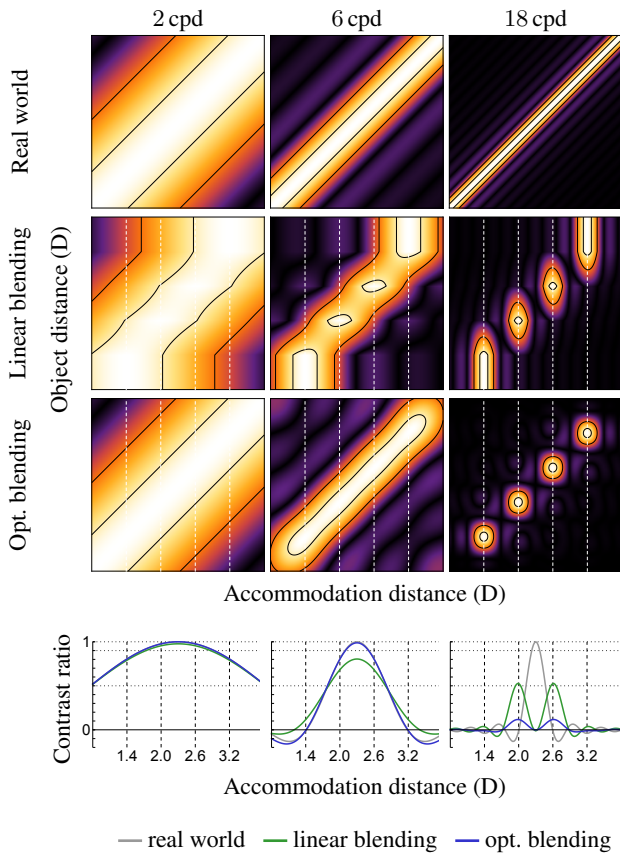 2 cpd 6 cpd 18 cpd
Real world
Linear blending
Object distance (D)
Opt. blending
Accommodation distance (D)
Contrast ratio
1
0
1.4 2.0 2.6 3.2 1.4 2.0 2.6 3.2 1.4 2.0 2.6 3.2
Accommodation distance (D)
real world linear blending opt. blending